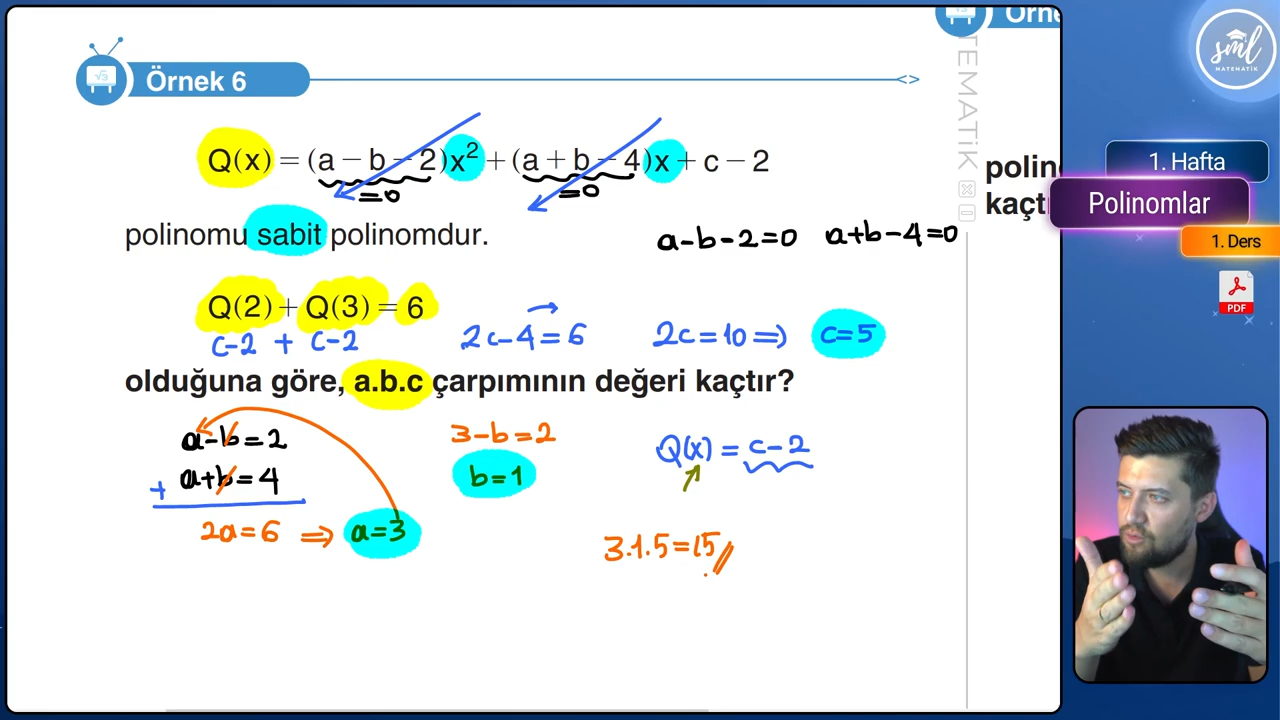 Örnek 6
Q(x) = (a − b − 2)x² + (a + b − 4)x + c − 2
=0 =0
polinomu sabit polinomdur.
a-b-2=0 a+b-4=0
Q(2) + Q(3) = 6
c-2 + c-2 2c-4=6 2c=10 ⇒ c=5
olduğuna göre, a.b.c çarpımının değeri kaçtır?
a-b=2 3-b=2 Q(x) = c-2
+ a+b=4 b=1
2a=6 ⇒ a=3
3.1.5=15
TEMATİK
Örne
polin
kaçt
sml
MATEMATİK
1. Hafta
Polinomlar
1. Ders
PDF